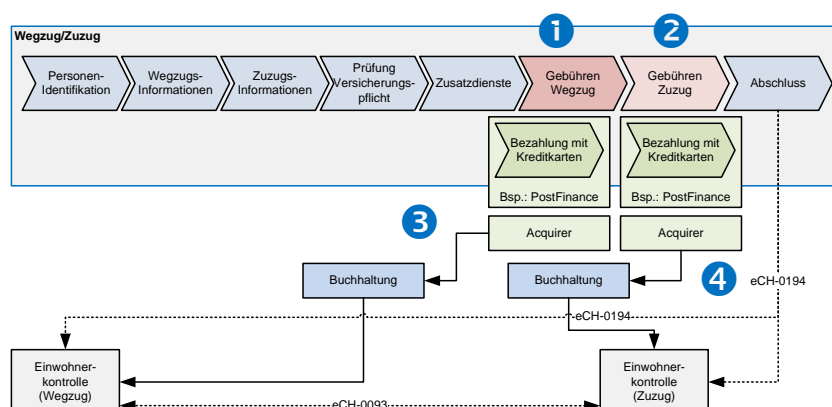 1
2
Wegzug/Zuzug
Personen-
Identifikation
Wegzugs-
Informationen
Zuzugs-
Informationen
Prüfung
Versicherungs-
pflicht
Zusatzdienste
Gebühren
Wegzug
Gebühren
Zuzug
Abschluss
Bezahlung mit
Kreditkarten
Bsp.: PostFinance
Bezahlung mit
Kreditkarten
Bsp.: PostFinance
3
Acquirer
Acquirer
Buchhaltung
Buchhaltung
4
eCH-0194
eCH-0194
Einwohner-
kontrolle
(Wegzug)
Einwohner-
kontrolle
(Zuzug)
eCH-0093